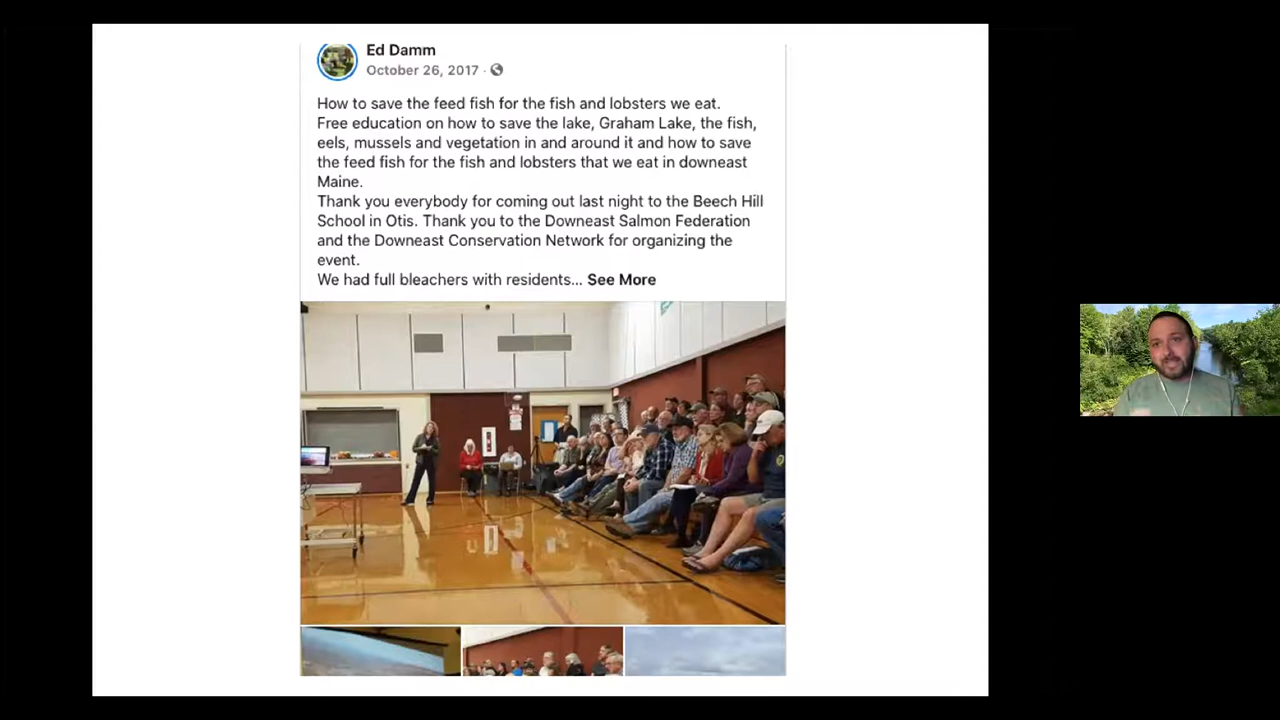 Ed Damm
October 26, 2017 ·
How to save the feed fish for the fish and lobsters we eat.
Free education on how to save the lake, Graham Lake, the fish,
eels, mussels and vegetation in and around it and how to save
the feed fish for the fish and lobsters that we eat in downeast
Maine.
Thank you everybody for coming out last night to the Beech Hill
School in Otis. Thank you to the Downeast Salmon Federation
and the Downeast Conservation Network for organizing the
event.
We had full bleachers with residents... See More